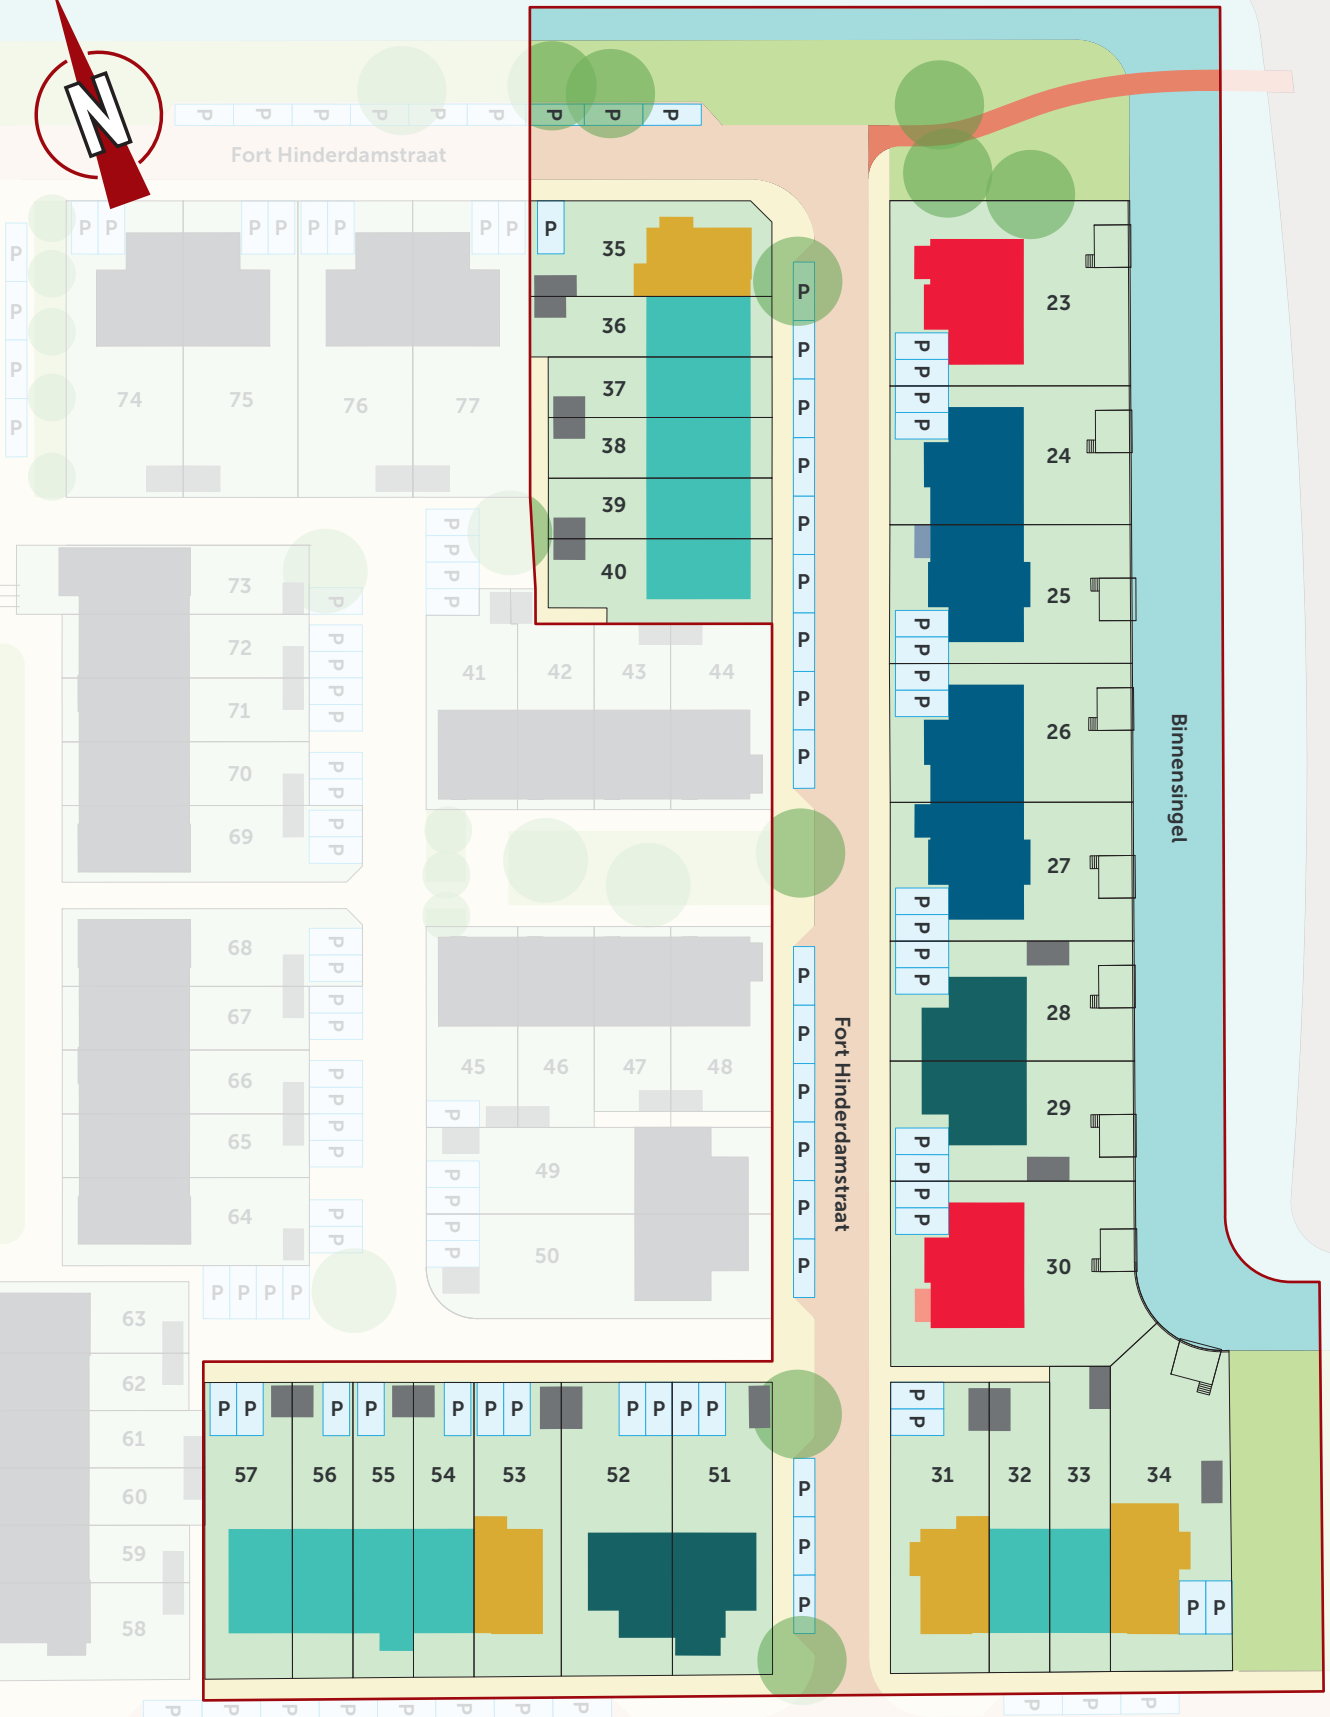 N
P P P P P P P P P
Fort Hinderdamstraat
P P P P P P P P
35
36
37
38
39
40
74 75 76 77
P P P P
P P P P P P P P P
23
P P P P
24
25
P P P P
26
27
P P P P
28
29
P P P P
30
Binnensingel
Fort Hinderdamstraat
73
72
71
70
69
P P P P P P P P P
P P P P
41 42 43 44
68
67
66
65
64
P P P P P P P P P P
P P P P
45 46 47 48
P
49
50
P P P P
P P P P P P
63
62
61
60
59
58
P P P P P P P P P P P
57 56 55 54 53 52 51
P P P
P P
31 32 33 34
P P
P P P P P P P P
P P P